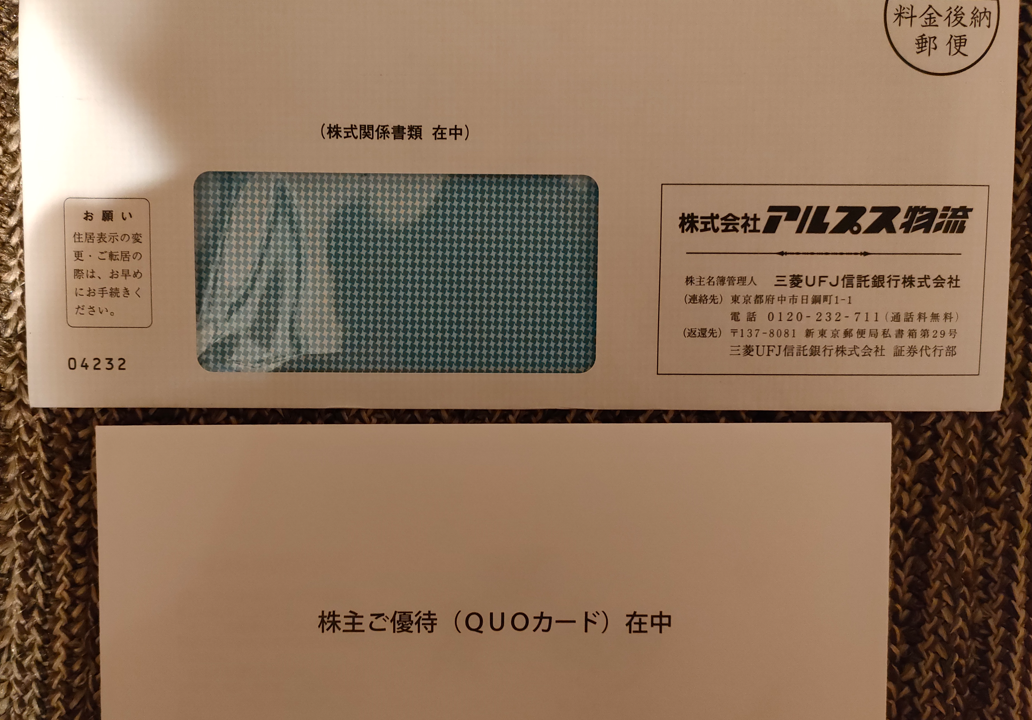 料金後納
郵便
（株式関係書類 在中）
お願い
住居表示の変
更・ご転居の
際は、お早め
にお手続きく
ださい。
04232
株式会社アルプス物流
株主名簿管理人 三菱UFJ信託銀行株式会社
（連絡先）東京都府中市日鋼町1-1
電話 0120-232-711（通話料無料）
（返還先）〒137-8081 新東京郵便局私書箱第29号
三菱UFJ信託銀行株式会社 証券代行部
株主ご優待（QUOカード）在中